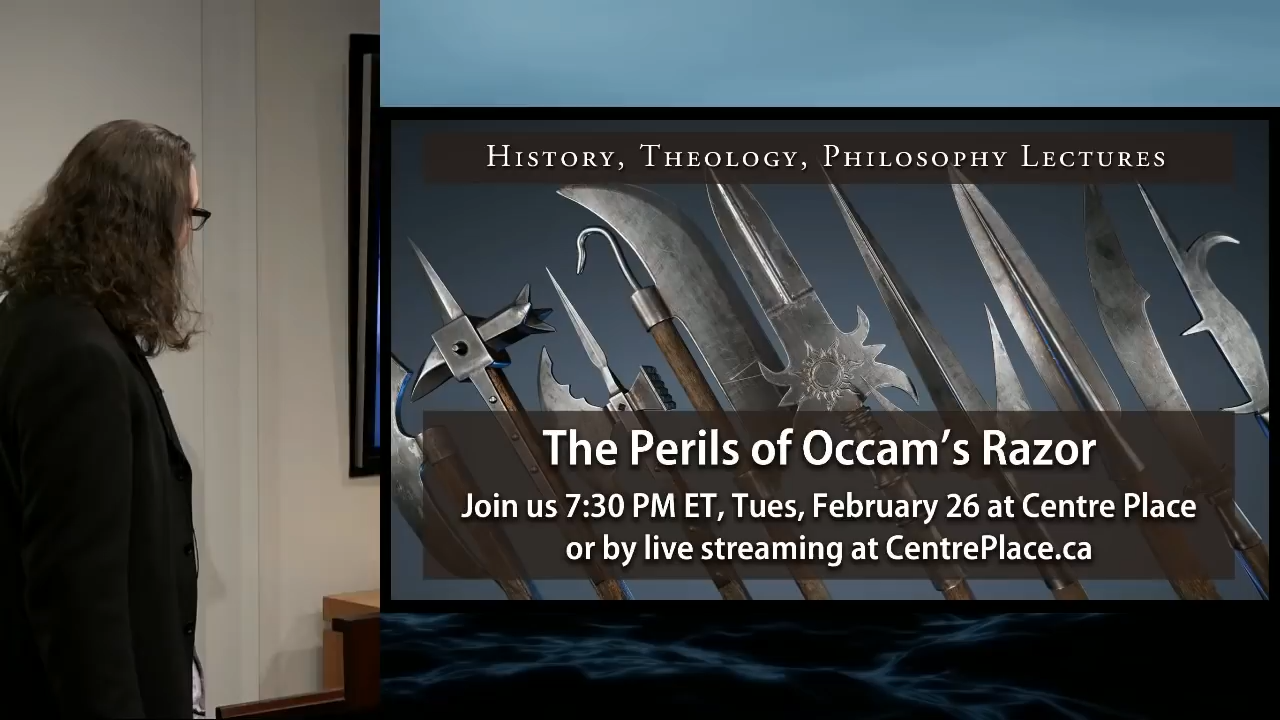 History, Theology, Philosophy Lectures
The Perils of Occam's Razor
Join us 7:30 PM ET, Tues, February 26 at Centre Place
or by live streaming at CentrePlace.ca